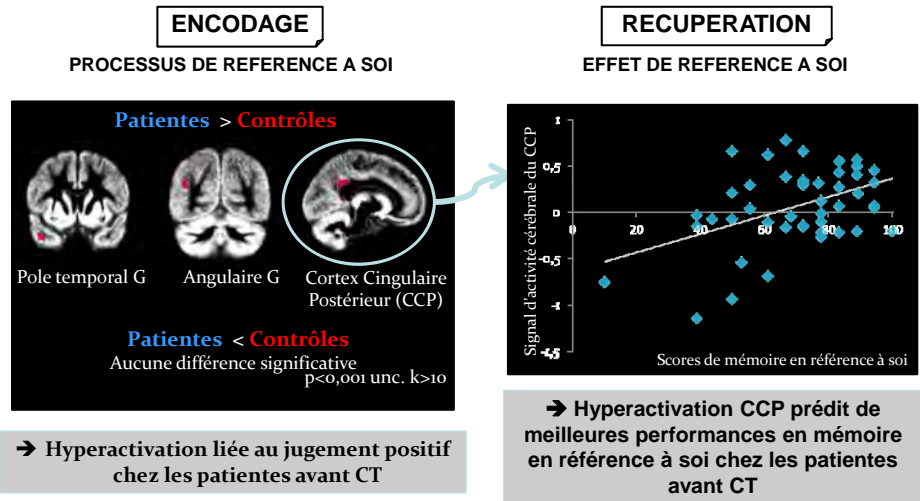 ENCODAGE
PROCESSUS DE REFERENCE A SOI
Patientes > Contrôles
Pole temporal G
Angulaire G
Cortex Cingulaire
Postérieur (CCP)
Patientes < Contrôles
Aucune différence significative
p<0,001 unc. k>10
➔ Hyperactivation liée au jugement positif
chez les patientes avant CT
RECUPERATION
EFFET DE REFERENCE A SOI
Signal d'activité cérébrale du CCP
1
0,5
0
0 20 40 60 80 100
-0,5
-1
-1,5
Scores de mémoire en référence à soi
➔ Hyperactivation CCP prédit de
meilleures performances en mémoire
en référence à soi chez les patientes
avant CT